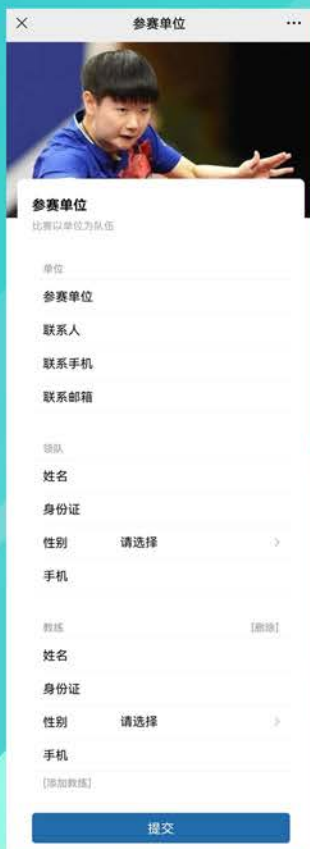 参赛单位
参赛单位
比赛以单位为队伍
单位
参赛单位
联系人
联系手机
联系邮箱
领队
姓名
身份证
性别 请选择
手机
教练 [删除]
姓名
身份证
性别 请选择
手机
[添加教练]
提交